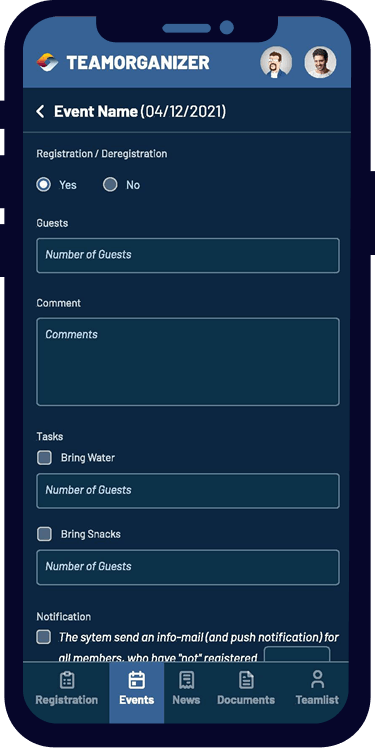 TEAMORGANIZER
Event Name (04/12/2021)
Registration / Deregistration
Yes No
Guests
Number of Guests
Comment
Comments
Tasks
Bring Water
Number of Guests
Bring Snacks
Number of Guests
Notification
The sytem send an info-mail (and push notification) for
all members, who have "not" registered
Registration Events News Documents Teamlist